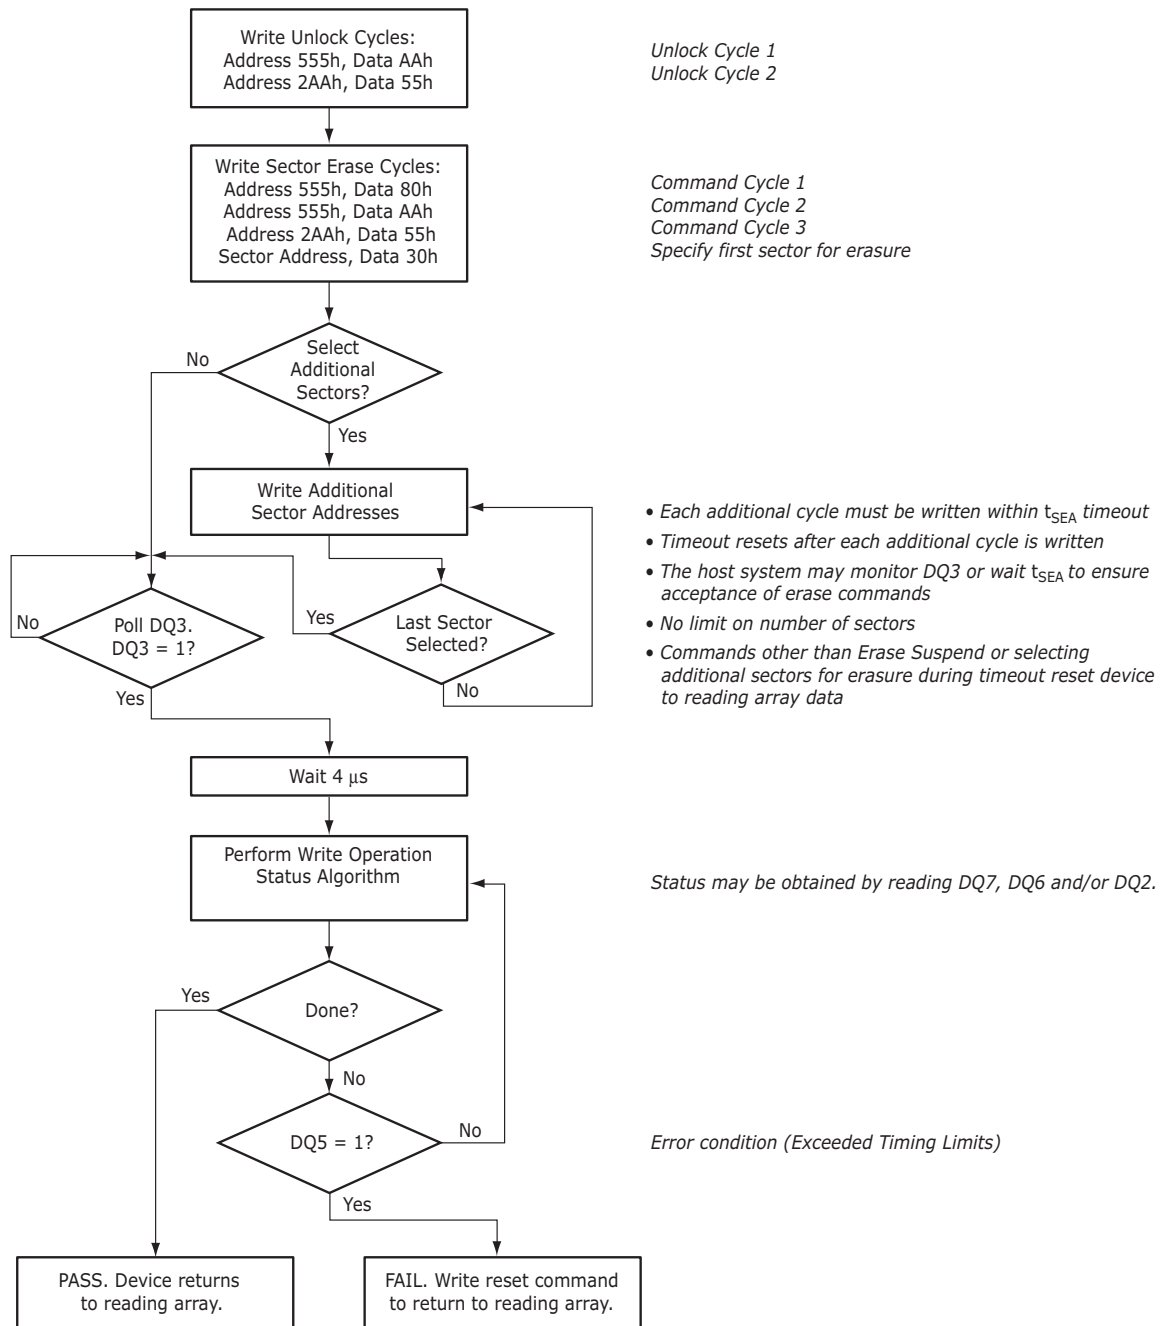 Write Unlock Cycles:
Address 555h, Data AAh
Address 2AAh, Data 55h
Unlock Cycle 1
Unlock Cycle 2
Write Sector Erase Cycles:
Address 555h, Data 80h
Address 555h, Data AAh
Address 2AAh, Data 55h
Sector Address, Data 30h
Command Cycle 1
Command Cycle 2
Command Cycle 3
Specify first sector for erasure
Select
Additional
Sectors?
No
Yes
Write Additional
Sector Addresses
• Each additional cycle must be written within tSEA timeout
• Timeout resets after each additional cycle is written
• The host system may monitor DQ3 or wait tSEA to ensure
acceptance of erase commands
• No limit on number of sectors
• Commands other than Erase Suspend or selecting
additional sectors for erasure during timeout reset device
to reading array data
No
Poll DQ3.
DQ3 = 1?
Yes
Yes
Last Sector
Selected?
No
Wait 4 μs
Perform Write Operation
Status Algorithm
Status may be obtained by reading DQ7, DQ6 and/or DQ2.
Yes
Done?
No
DQ5 = 1?
No
Error condition (Exceeded Timing Limits)
Yes
PASS. Device returns
to reading array.
FAIL. Write reset command
to return to reading array.